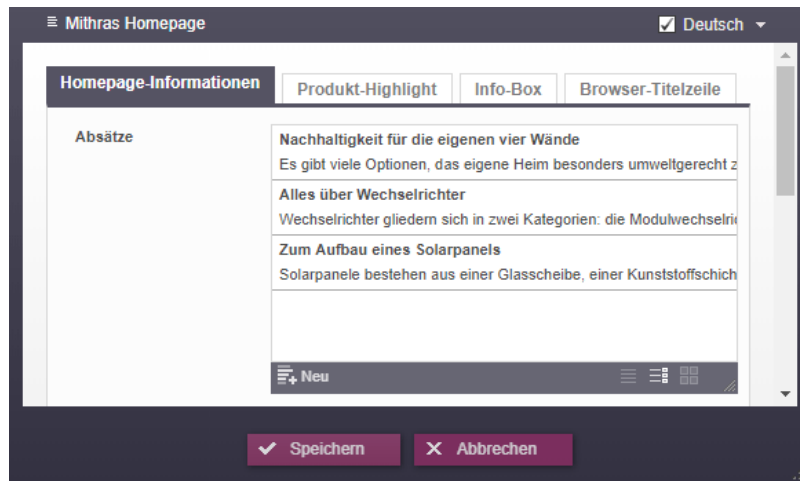 Mithras Homepage
Deutsch
Homepage-Informationen
Produkt-Highlight
Info-Box
Browser-Titelzeile
Absätze
Nachhaltigkeit für die eigenen vier Wände
Es gibt viele Optionen, das eigene Heim besonders umweltgerecht z
Alles über Wechselrichter
Wechselrichter gliedern sich in zwei Kategorien: die Modulwechselri
Zum Aufbau eines Solarpanels
Solarpanele bestehen aus einer Glasscheibe, einer Kunststoffschich
Neu
Speichern
Abbrechen